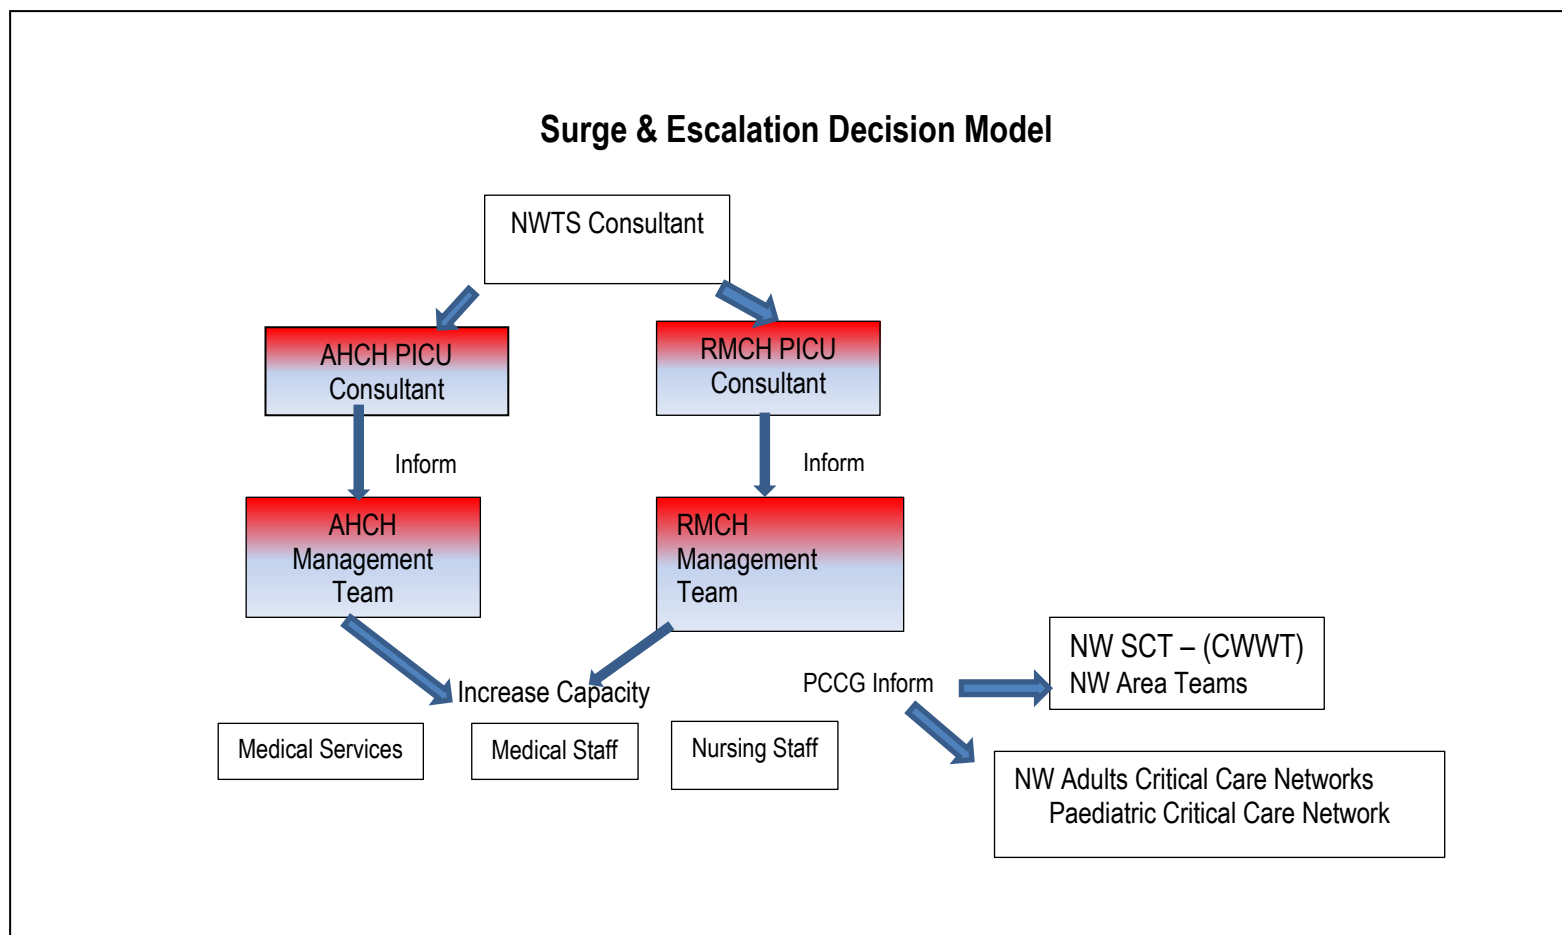 Surge & Escalation Decision Model
NWTS Consultant
AHCH PICU
Consultant
RMCH PICU
Consultant
Inform
Inform
AHCH
Management
Team
RMCH
Management
Team
Increase Capacity
PCCG Inform
NW SCT – (CWWT)
NW Area Teams
Medical Services
Medical Staff
Nursing Staff
NW Adults Critical Care Networks
Paediatric Critical Care Network